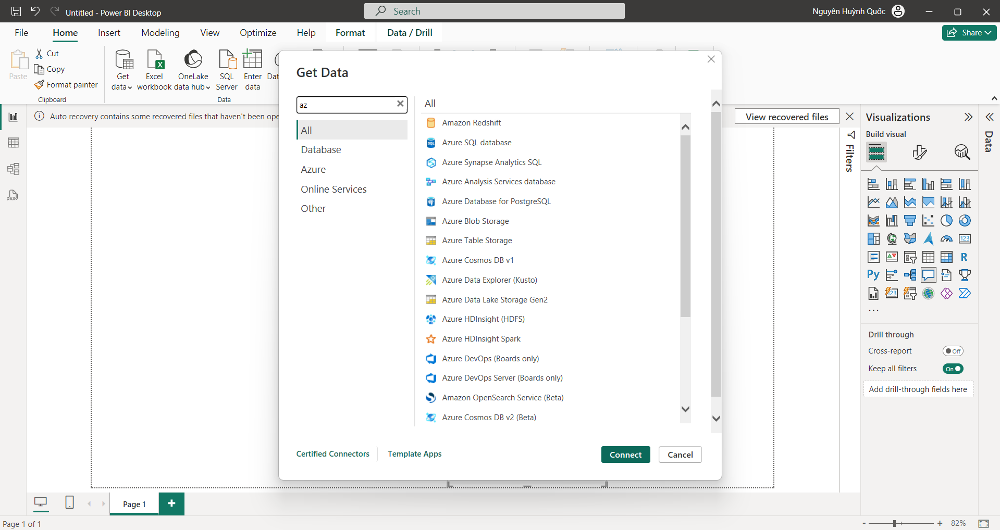 Untitled - Power BI Desktop
Search
Nguyên Huỳnh Quốc
File
Home
Insert
Modeling
View
Optimize
Help
Format
Data / Drill
Share
Paste
Cut
Copy
Format painter
Clipboard
Get data
Excel workbook
OneLake data hub
SQL Server
Enter data
Dat
Data
Auto recovery contains some recovered files that haven't been ope
View recovered files
Get Data
az
All
Database
Azure
Online Services
Other
All
Amazon Redshift
Azure SQL database
Azure Synapse Analytics SQL
Azure Analysis Services database
Azure Database for PostgreSQL
Azure Blob Storage
Azure Table Storage
Azure Cosmos DB v1
Azure Data Explorer (Kusto)
Azure Data Lake Storage Gen2
Azure HDInsight (HDFS)
Azure HDInsight Spark
Azure DevOps (Boards only)
Azure DevOps Server (Boards only)
Amazon OpenSearch Service (Beta)
Azure Cosmos DB v2 (Beta)
Certified Connectors
Template Apps
Connect
Cancel
Filters
Visualizations
Build visual
123
R
Py
123
...
Drill through
Cross-report
Off
Keep all filters
On
Add drill-through fields here
Data
DAX
Page 1
Page 1 of 1
- + 82%